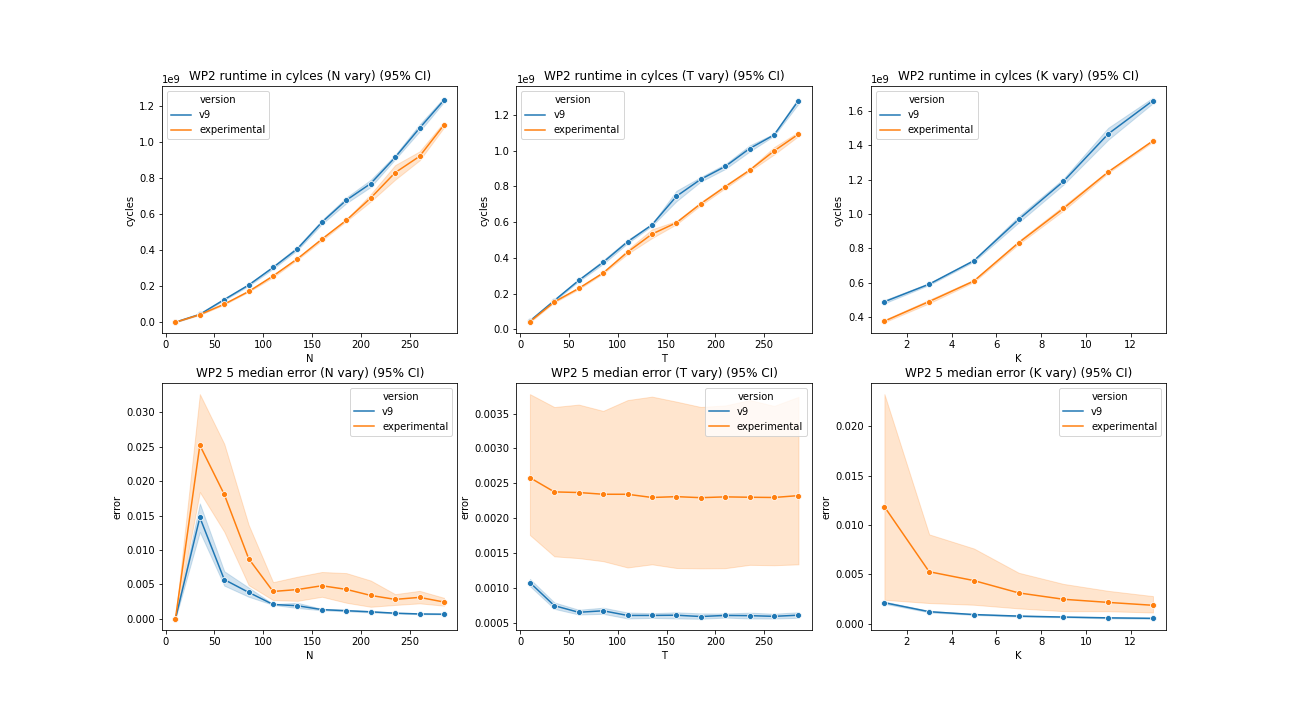 WP2 runtime in cylces (N vary) (95% CI)
1e9
version
v9
experimental
cycles
1.2
1.0
0.8
0.6
0.4
0.2
0.0
0 50 100 150 200 250
N
WP2 runtime in cylces (T vary) (95% CI)
1e9
version
v9
experimental
cycles
1.2
1.0
0.8
0.6
0.4
0.2
0.0
0 50 100 150 200 250
T
WP2 runtime in cylces (K vary) (95% CI)
1e9
version
v9
experimental
cycles
1.6
1.4
1.2
1.0
0.8
0.6
0.4
2 4 6 8 10 12
K
WP2 5 median error (N vary) (95% CI)
version
v9
experimental
error
0.030
0.025
0.020
0.015
0.010
0.005
0.000
0 50 100 150 200 250
N
WP2 5 median error (T vary) (95% CI)
version
v9
experimental
error
0.0035
0.0030
0.0025
0.0020
0.0015
0.0010
0.0005
0 50 100 150 200 250
T
WP2 5 median error (K vary) (95% CI)
version
v9
experimental
error
0.020
0.015
0.010
0.005
0.000
2 4 6 8 10 12
K